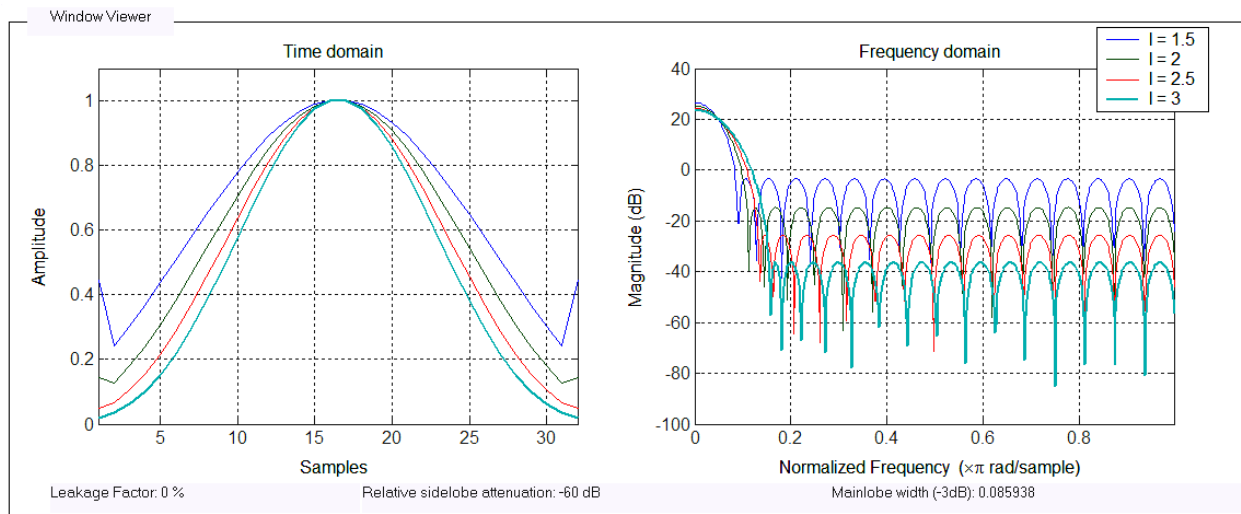 Window Viewer
Time domain
Frequency domain
l = 1.5
l = 2
l = 2.5
l = 3
Amplitude
1
0.8
0.6
0.4
0.2
0
5
10
15
20
25
30
Samples
Magnitude (dB)
40
20
0
-20
-40
-60
-80
-100
0
0.2
0.4
0.6
0.8
Normalized Frequency (×π rad/sample)
Leakage Factor: 0 %
Relative sidelobe attenuation: -60 dB
Mainlobe width (-3dB): 0.085938